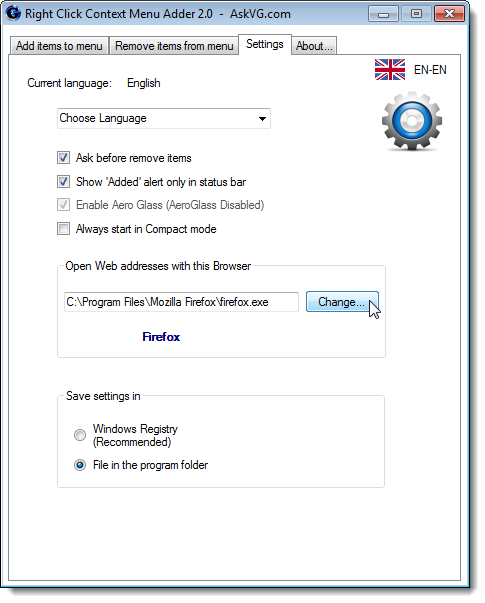 Right Click Context Menu Adder 2.0 - AskVG.com
Add items to menu
Remove items from menu
Settings
About...
EN-EN
Current language: English
Choose Language
Ask before remove items
Show 'Added' alert only in status bar
Enable Aero Glass (AeroGlass Disabled)
Always start in Compact mode
Open Web addresses with this Browser
C:\Program Files\Mozilla Firefox\firefox.exe
Change...
Firefox
Save settings in
Windows Registry
(Recommended)
File in the program folder